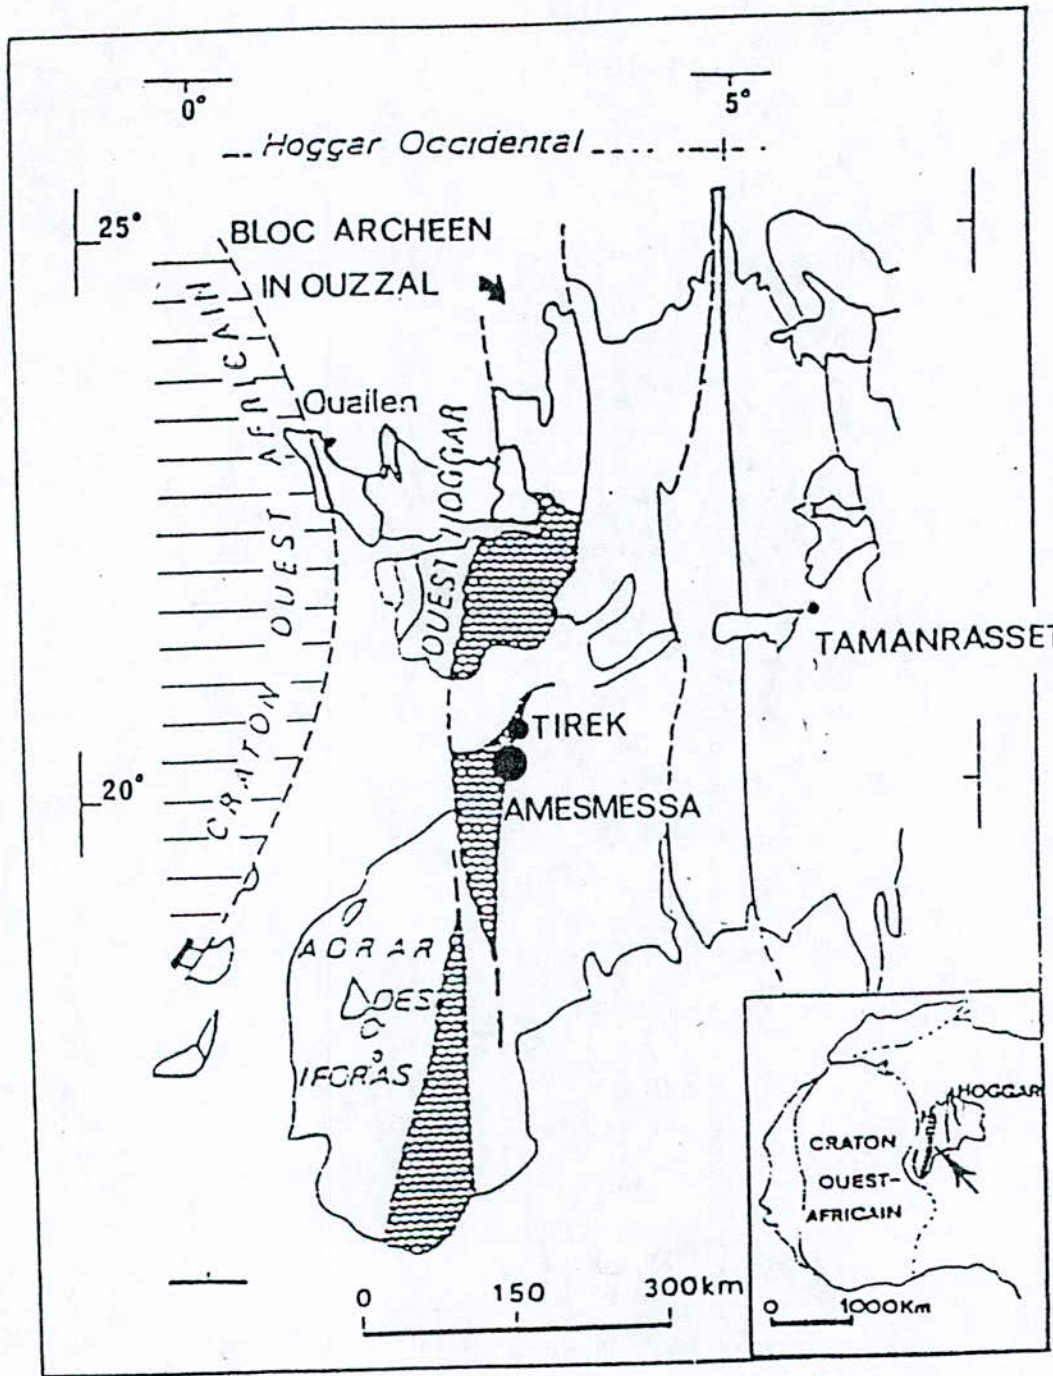 0°
5°
Hoggar Occidental
25°
BLOC ARCHEEN
IN OUZZAL
Ouallen
CRATON OUEST AFRICAIN
OUEST HOGGAR
TAMANRASSET
TIREK
20°
AMESMESSA
ADRAR
DES
IFORAS
0 150 300km
HOGGAR
CRATON
OUEST-
AFRICAIN
0 1000Km